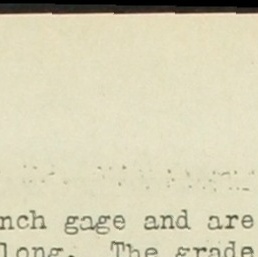 nch gage and are
long. The grade